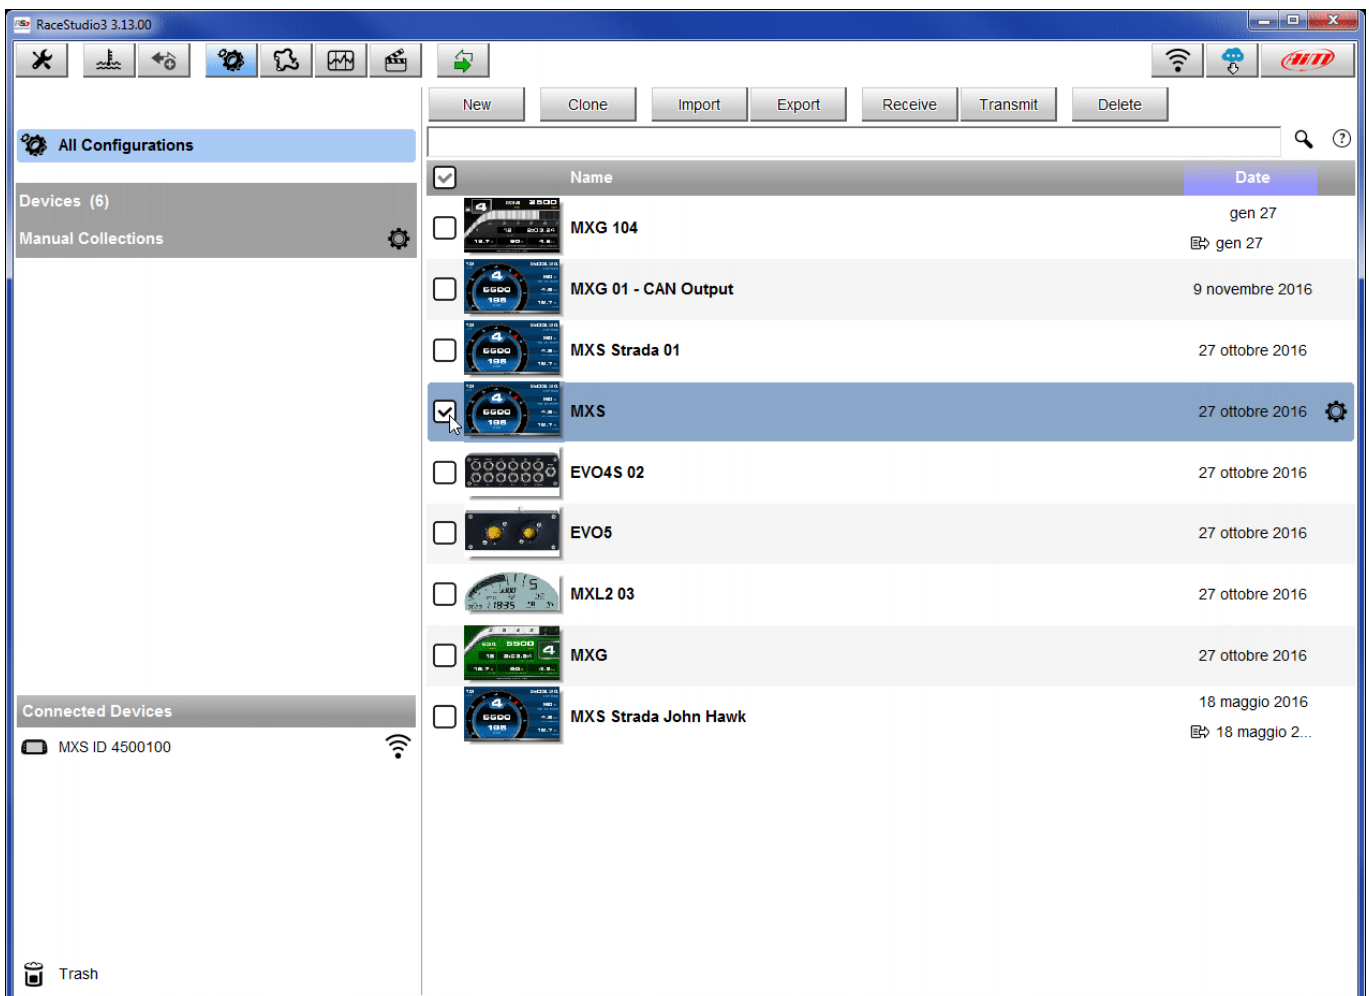 RaceStudio3 3.13.00
AiM
New Clone Import Export Receive Transmit Delete
All Configurations
Devices (6)
Manual Collections
Name Date
MXG 104 gen 27
gen 27
MXG 01 - CAN Output 9 novembre 2016
MXS Strada 01 27 ottobre 2016
MXS 27 ottobre 2016
EVO4S 02 27 ottobre 2016
EVO5 27 ottobre 2016
MXL2 03 27 ottobre 2016
MXG 27 ottobre 2016
MXS Strada John Hawk 18 maggio 2016
18 maggio 2...
Connected Devices
MXS ID 4500100
Trash